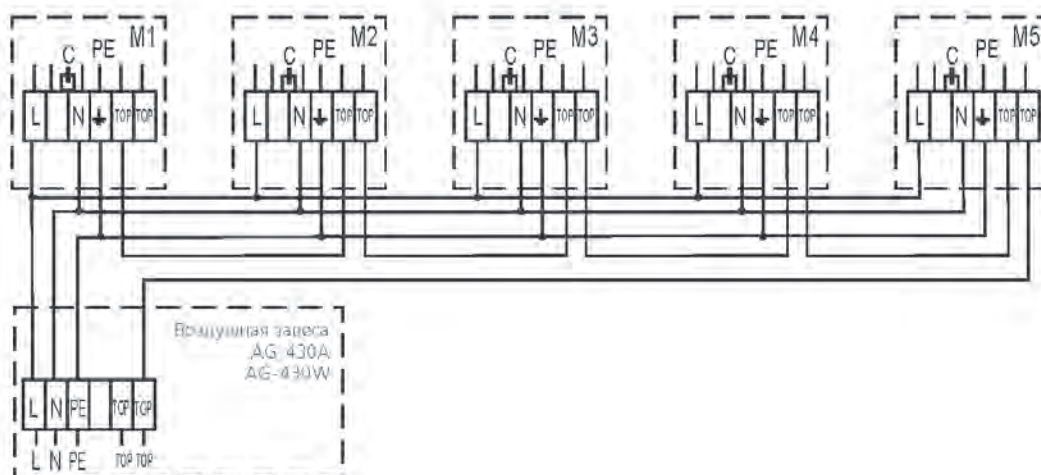 C PE M1
C PE M2
C PE M3
C PE M4
C PE M5
L N TOP TOP
L N TOP TOP
L N TOP TOP
L N TOP TOP
L N TOP TOP
Воздушная завеса
AG-430A
AG-430W
L N PE TOP TOP
L N PE TOP TOP